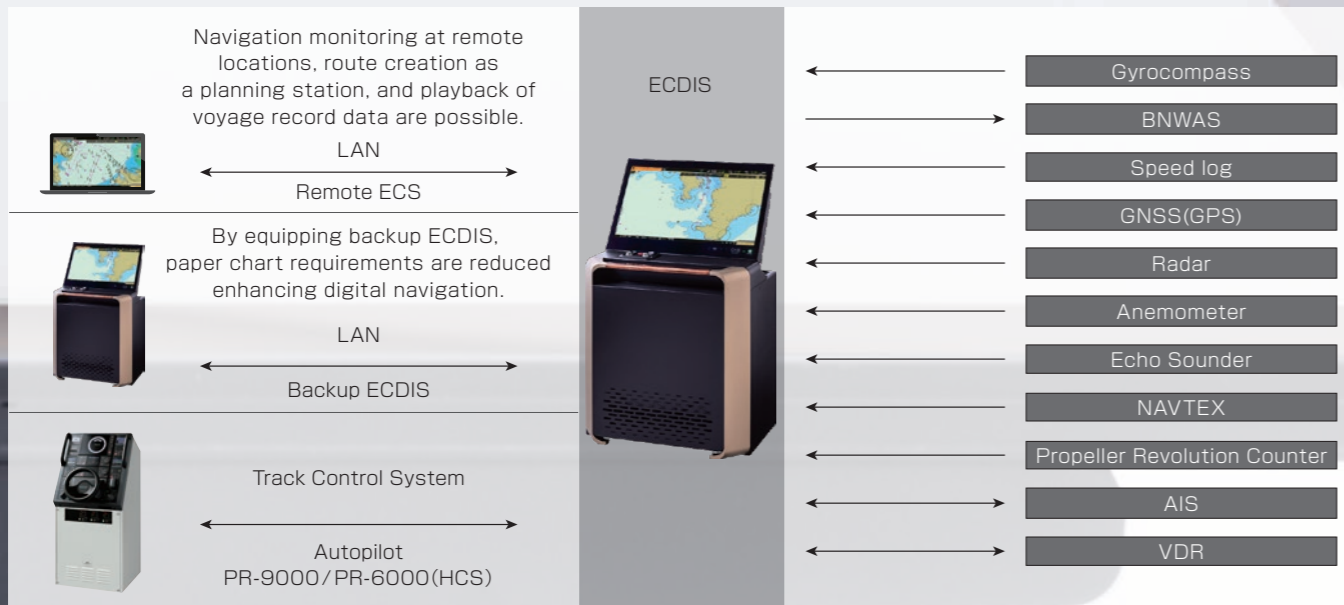 Navigation monitoring at remote
locations, route creation as
a planning station, and playback of
voyage record data are possible.
LAN
Remote ECS
By equipping backup ECDIS,
paper chart requirements are reduced
enhancing digital navigation.
LAN
Backup ECDIS
Track Control System
Autopilot
PR-9000/PR-6000(HCS)
ECDIS
Gyrocompass
BNWAS
Speed log
GNSS(GPS)
Radar
Anemometer
Echo Sounder
NAVTEX
Propeller Revolution Counter
AIS
VDR